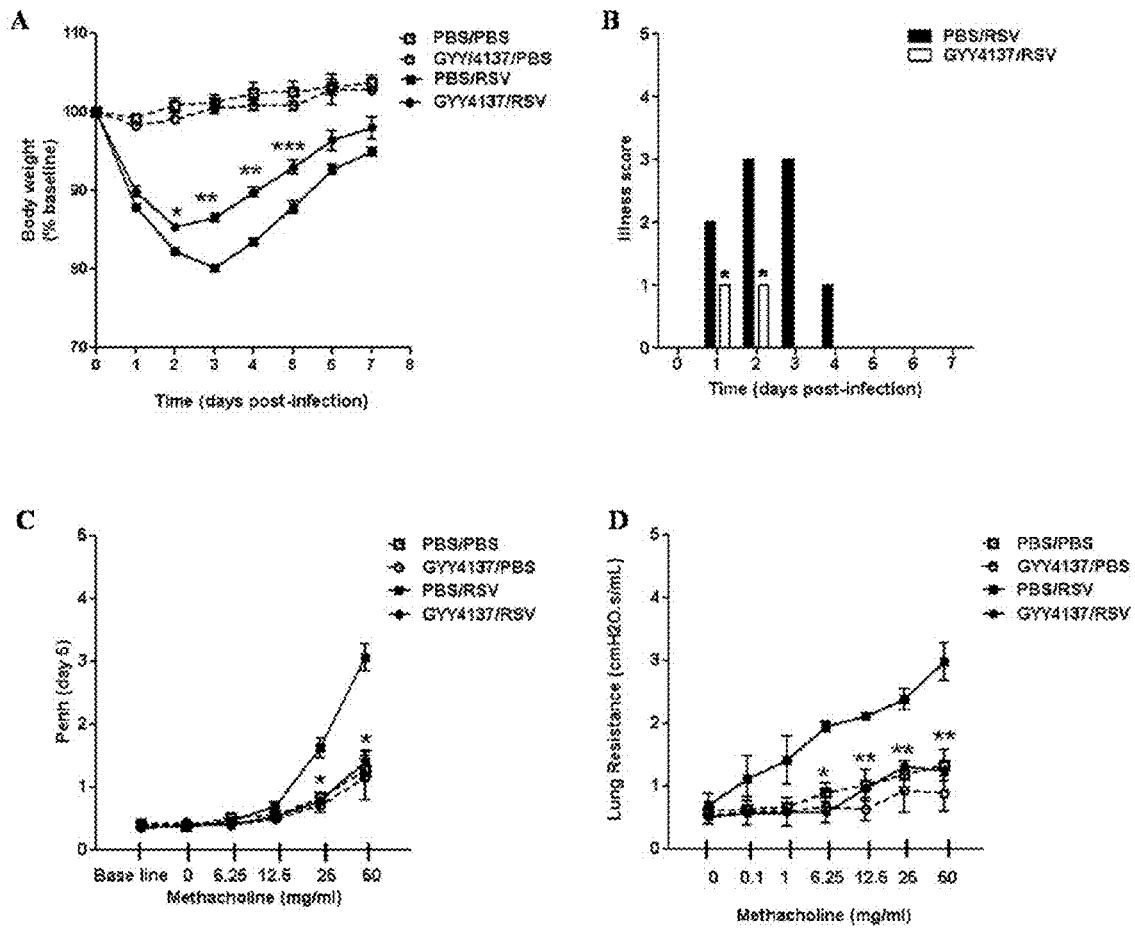 A
PBS/PBS
GYY/4137/PBS
PBS/RSV
GYY4137/RSV
110
100
90
80
70
Body weight
(% baseline)
*
**
**
***
0 1 2 3 4 5 6 7 8
Time (days post-infection)
B
PBS/RSV
GYY4137/RSV
5
4
3
2
1
0
Illness score
*
*
0 1 2 3 4 5 6 7
Time (days post-infection)
C
PBS/PBS
GYY4137/PBS
PBS/RSV
GYY4137/RSV
5
4
3
2
1
0
Penh (day 5)
*
*
Base line 0 6.25 12.5 25 50
Methacholine (mg/ml)
D
PBS/PBS
GYY4137/PBS
PBS/RSV
GYY4137/RSV
5
4
3
2
1
0
Lung Resistance (cmH2O.s/mL)
*
**
**
**
0 0.1 1 6.25 12.5 25 50
Methacholine (mg/ml)